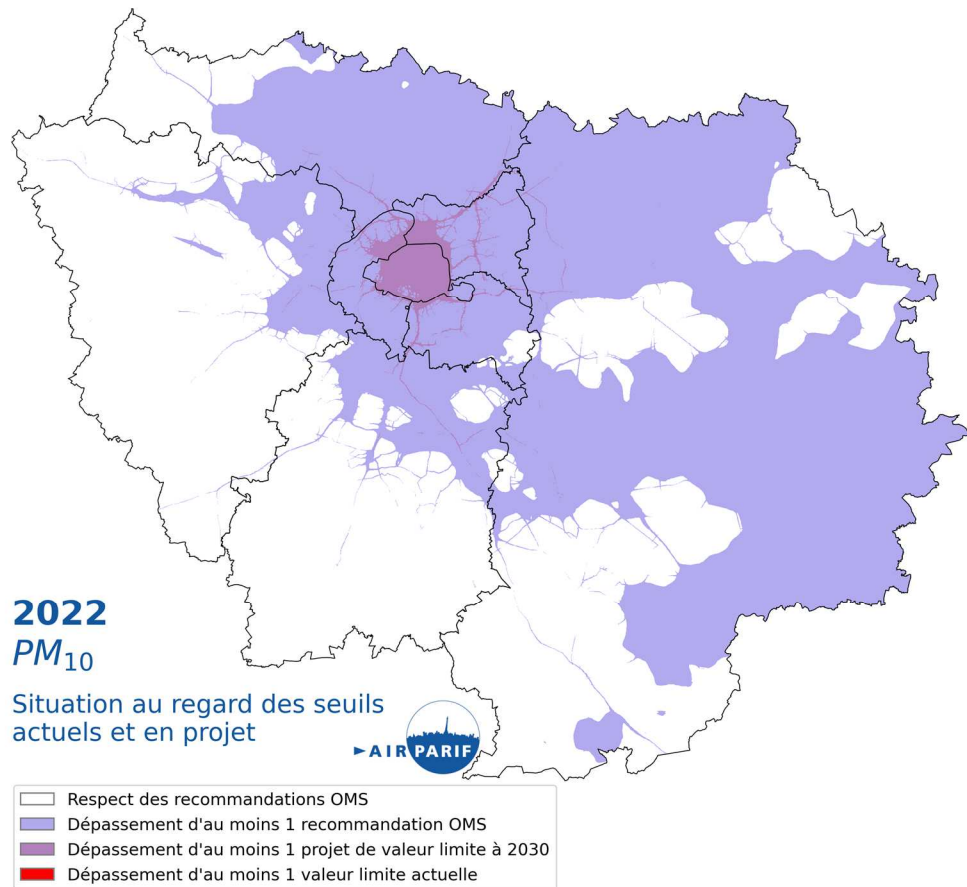 2022
PM10
Situation au regard des seuils
actuels et en projet
AIRPARIF
Respect des recommandations OMS
Dépassement d'au moins 1 recommandation OMS
Dépassement d'au moins 1 projet de valeur limite à 2030
Dépassement d'au moins 1 valeur limite actuelle